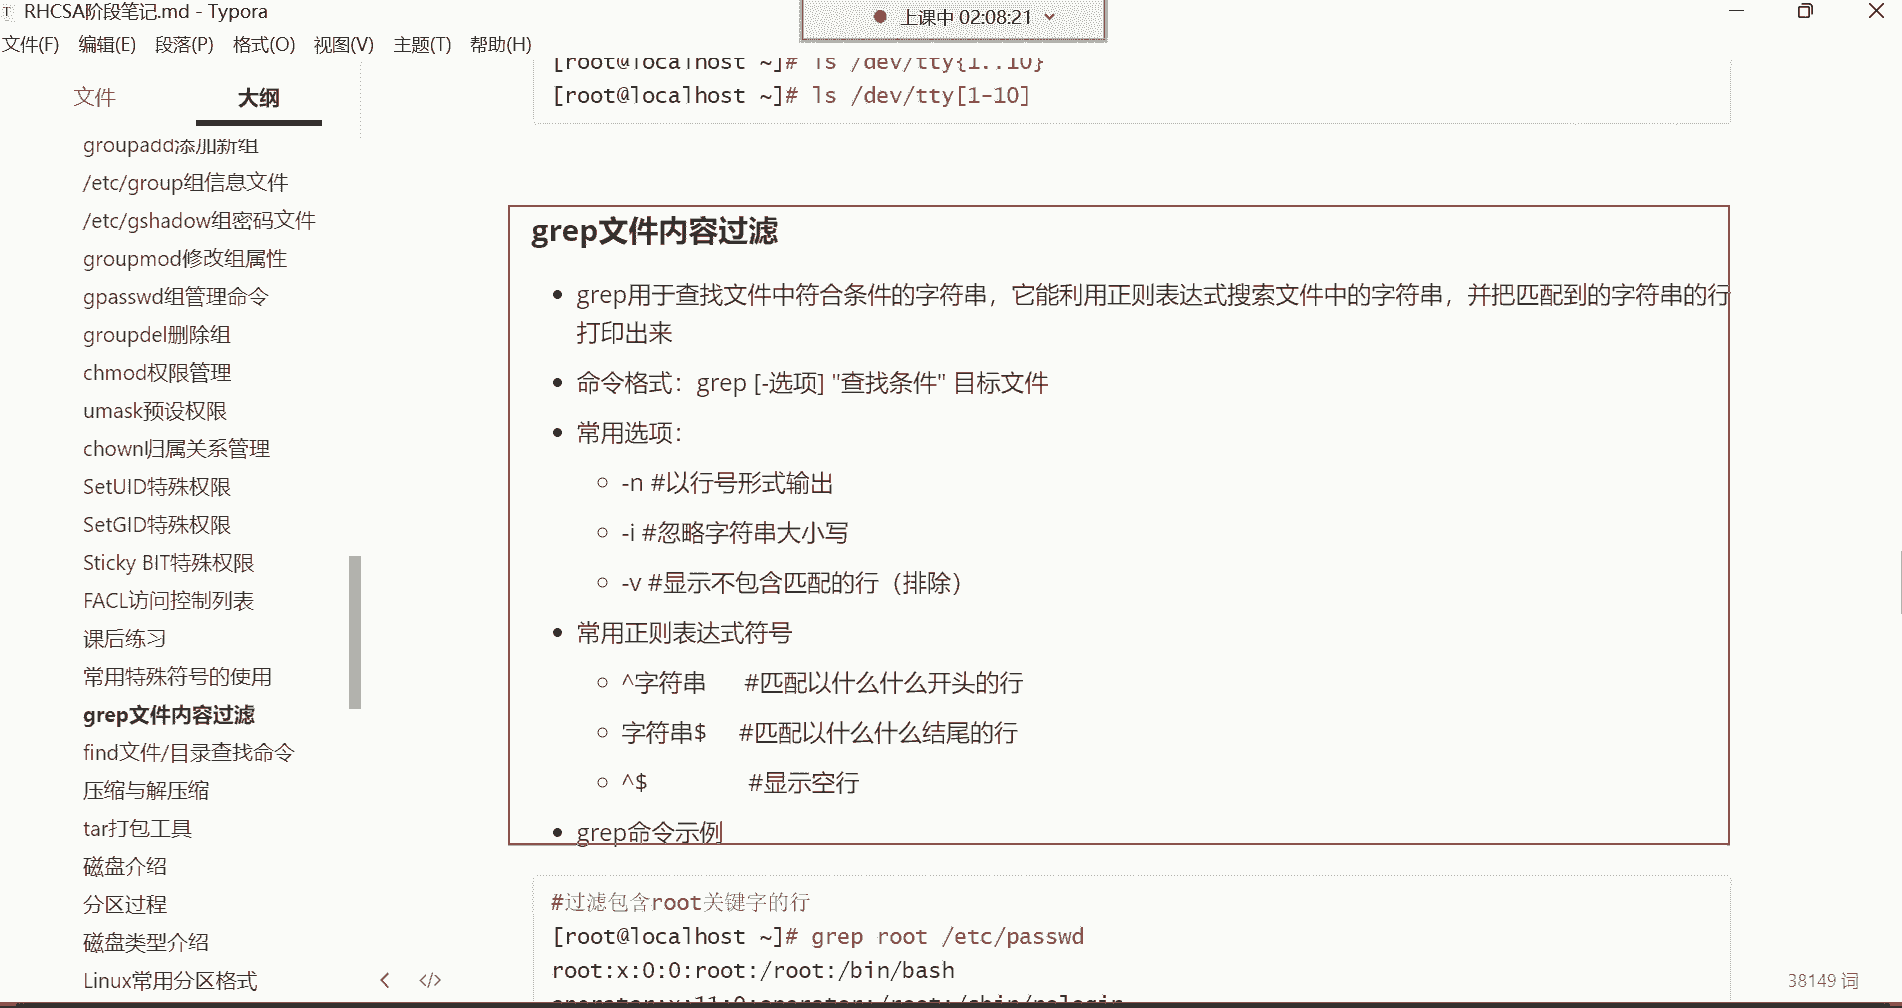 RHCSA阶段笔记.md - Typora
上课中 02:08:21
文件(F) 编辑(E) 段落(P) 格式(O) 视图(V) 主题(T) 帮助(H)
文件 大纲
groupadd添加新组
/etc/group组信息文件
/etc/gshadow组密码文件
groupmod修改组属性
gpasswd组管理命令
groupdel删除组
chmod权限管理
umask预设权限
chown归属关系管理
SetUID特殊权限
SetGID特殊权限
Sticky BIT特殊权限
FACL访问控制列表
课后练习
常用特殊符号的使用
grep文件内容过滤
find文件/目录查找命令
压缩与解压缩
tar打包工具
磁盘介绍
分区过程
磁盘类型介绍
Linux常用分区格式
[root@localhost ~]# ls /dev/tty{1..10}
[root@localhost ~]# ls /dev/tty[1-10]
grep文件内容过滤
grep用于查找文件中符合条件的字符串，它能利用正则表达式搜索文件中的字符串，并把匹配到的字符串的行
打印出来
命令格式：grep [-选项] "查找条件" 目标文件
常用选项：
-n #以行号形式输出
-i #忽略字符串大小写
-v #显示不包含匹配的行（排除）
常用正则表达式符号
^字符串 #匹配以什么什么开头的行
字符串$ #匹配以什么什么结尾的行
^$ #显示空行
grep命令示例
#过滤包含root关键字的行
[root@localhost ~]# grep root /etc/passwd
root:x:0:0:root:/root:/bin/bash
operator:x:11:0:operator:/root:/sbin/nologin
38149 词